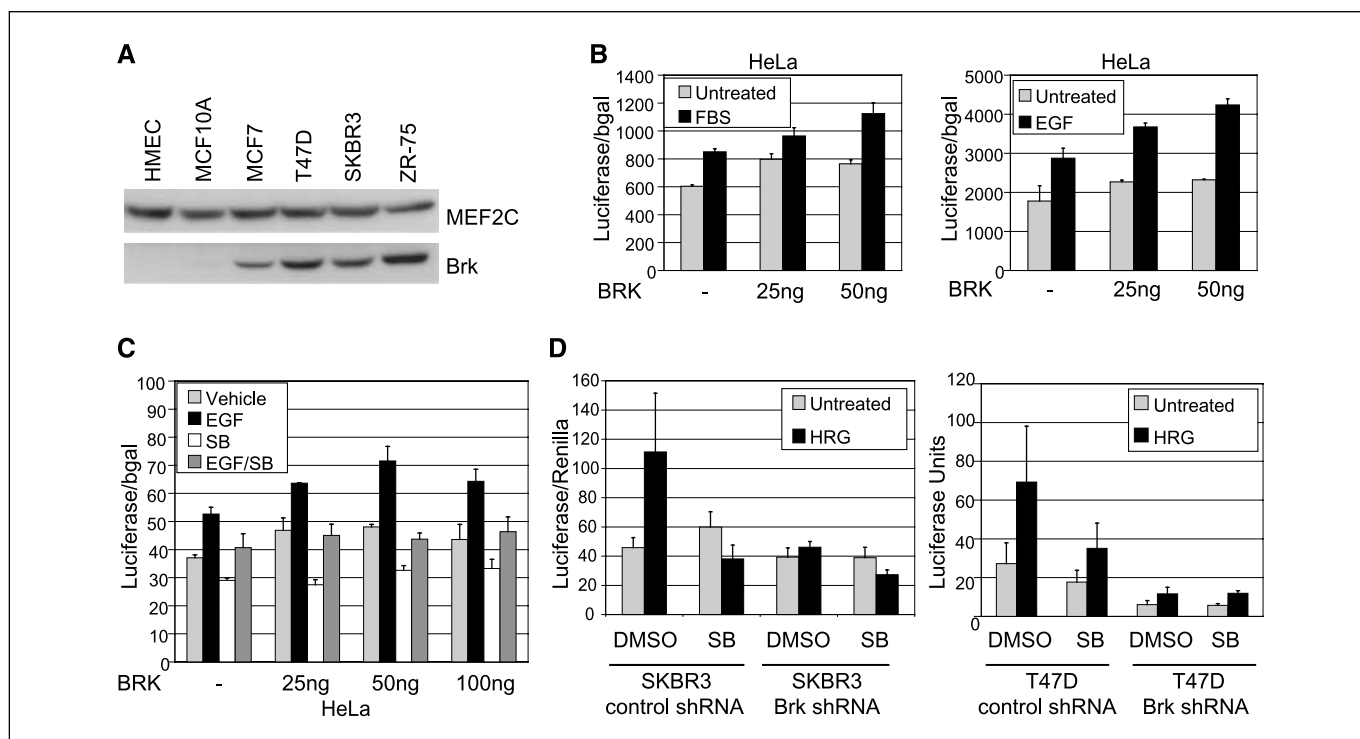 A
HMEC
MCF10A
MCF7
T47D
SKBR3
ZR-75
MEF2C
Brk
B
HeLa
Luciferase/bgal
1400
1200
1000
800
600
400
200
0
Untreated
FBS
BRK - 25ng 50ng
HeLa
Luciferase/bgal
5000
4000
3000
2000
1000
0
Untreated
EGF
- 25ng 50ng
C
Luciferase/bgal
100
90
80
70
60
50
40
30
20
10
0
Vehicle
EGF
SB
EGF/SB
BRK - 25ng 50ng 100ng
HeLa
D
Luciferase/Renilla
160
140
120
100
80
60
40
20
0
Untreated
HRG
DMSO SB DMSO SB
SKBR3 SKBR3
control shRNA Brk shRNA
Luciferase Units
120
100
80
60
40
20
0
Untreated
HRG
DMSO SB DMSO SB
T47D T47D
control shRNA Brk shRNA